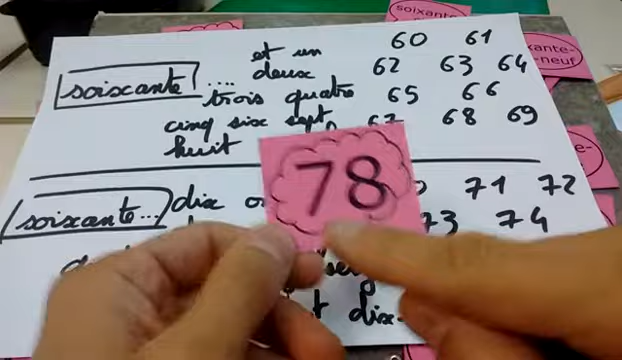 soixante
et un
60 61
deux
62 63 64
soixante ....
trois quatre
65 66
cinq six sept
68 69
huit
78
soixante...
dix
71 72
73 74
dix-